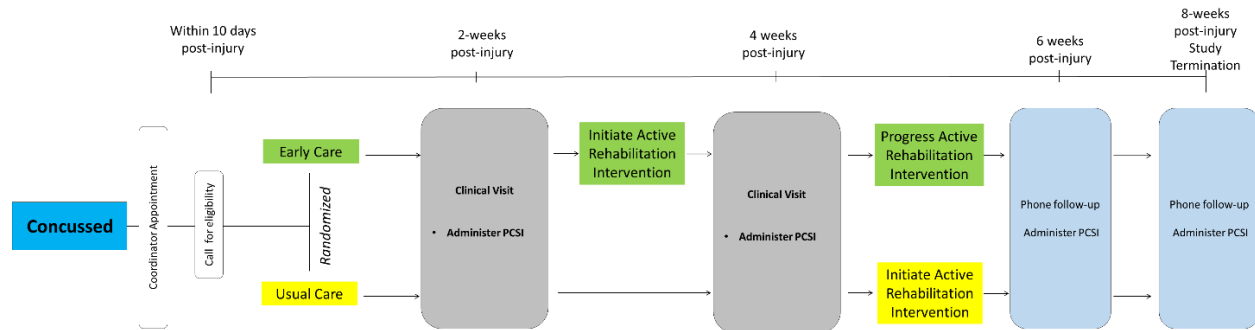 Within 10 days
post-injury
2-weeks
post-injury
4 weeks
post-injury
6 weeks
post-injury
8-weeks
post-injury
Study
Termination
Concussed
Coordinator Appointment
Call for eligibility
Early Care
Randomized
Usual Care
Clinical Visit
• Administer PCSI
Initiate Active
Rehabilitation
Intervention
Clinical Visit
• Administer PCSI
Progress Active
Rehabilitation
Intervention
Initiate Active
Rehabilitation
Intervention
Phone follow-up
Administer PCSI
Phone follow-up
Administer PCSI